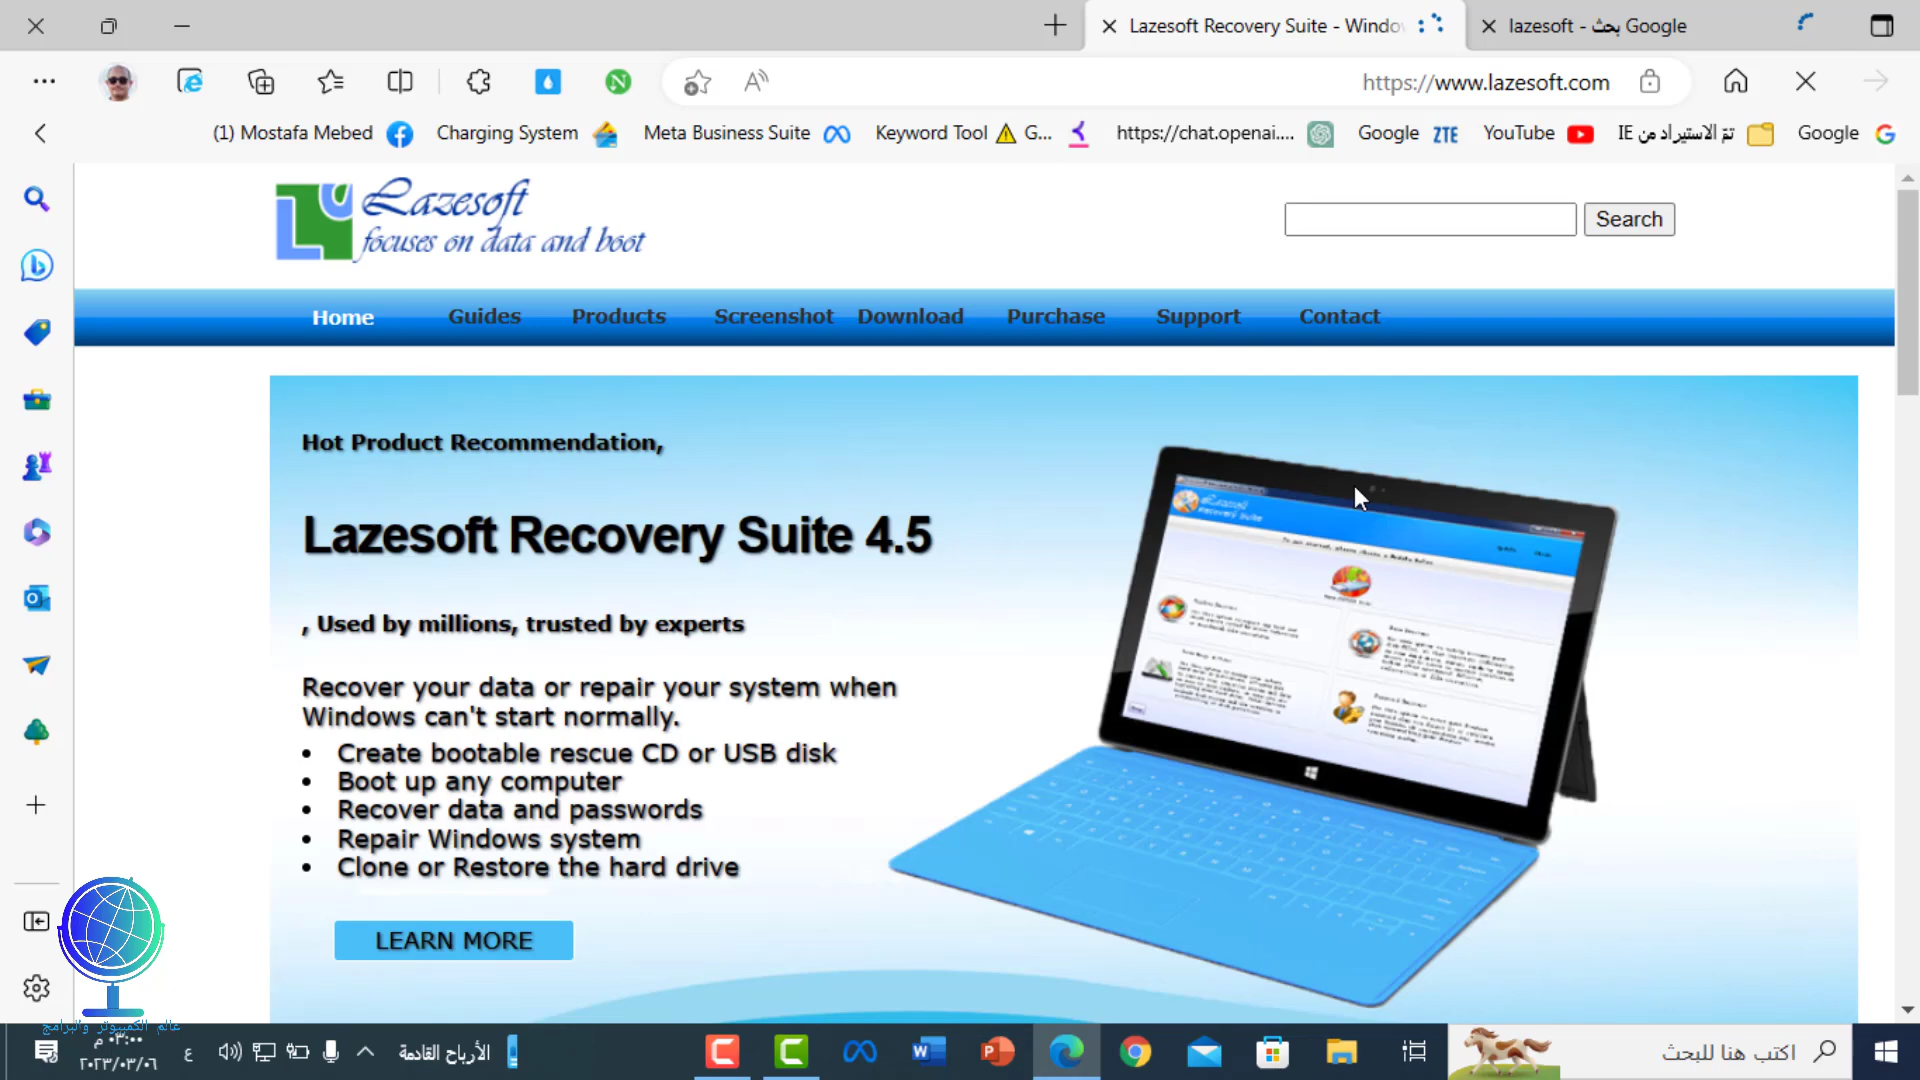 Lazesoft Recovery Suite - Windo
lazesoft - بحث Google
https://www.lazesoft.com
(1) Mostafa Mebed
Charging System
Meta Business Suite
Keyword Tool ⚠ G...
https://chat.openai....
Google
ZTE
YouTube
تمّ الاستيراد من IE
Google
Lazesoft
focuses on data and boot
Search
Home Guides Products Screenshot Download Purchase Support Contact
Hot Product Recommendation,
Lazesoft Recovery Suite 4.5
, Used by millions, trusted by experts
Recover your data or repair your system when
Windows can't start normally.
• Create bootable rescue CD or USB disk
• Boot up any computer
• Recover data and passwords
• Repair Windows system
• Clone or Restore the hard drive
LEARN MORE
Lazesoft
Recovery Suite
عالم الكمبيوتر والبرامج
٠٣:٠٠ م
٢٠٢٣/٠٣/٠٦
ع
الأرباح القادمة
اكتب هنا للبحث